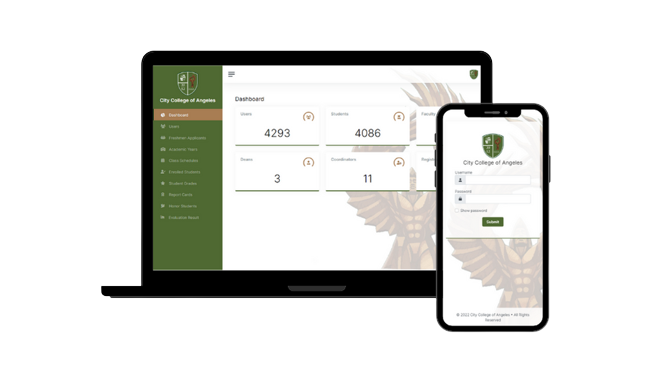 City College of Angeles
Dashboard
Users
Freshmen Applicants
Academic Years
Class Schedules
Enrolled Students
Student Grades
Report Cards
Honor Students
Evaluation Report
Dashboard
Users
4293
Students
4086
Faculty
Deans
3
Coordinators
11
Registrar
City College of Angeles
Username
Password
Show password
Submit
© 2022 City College of Angeles • All Rights
Reserved